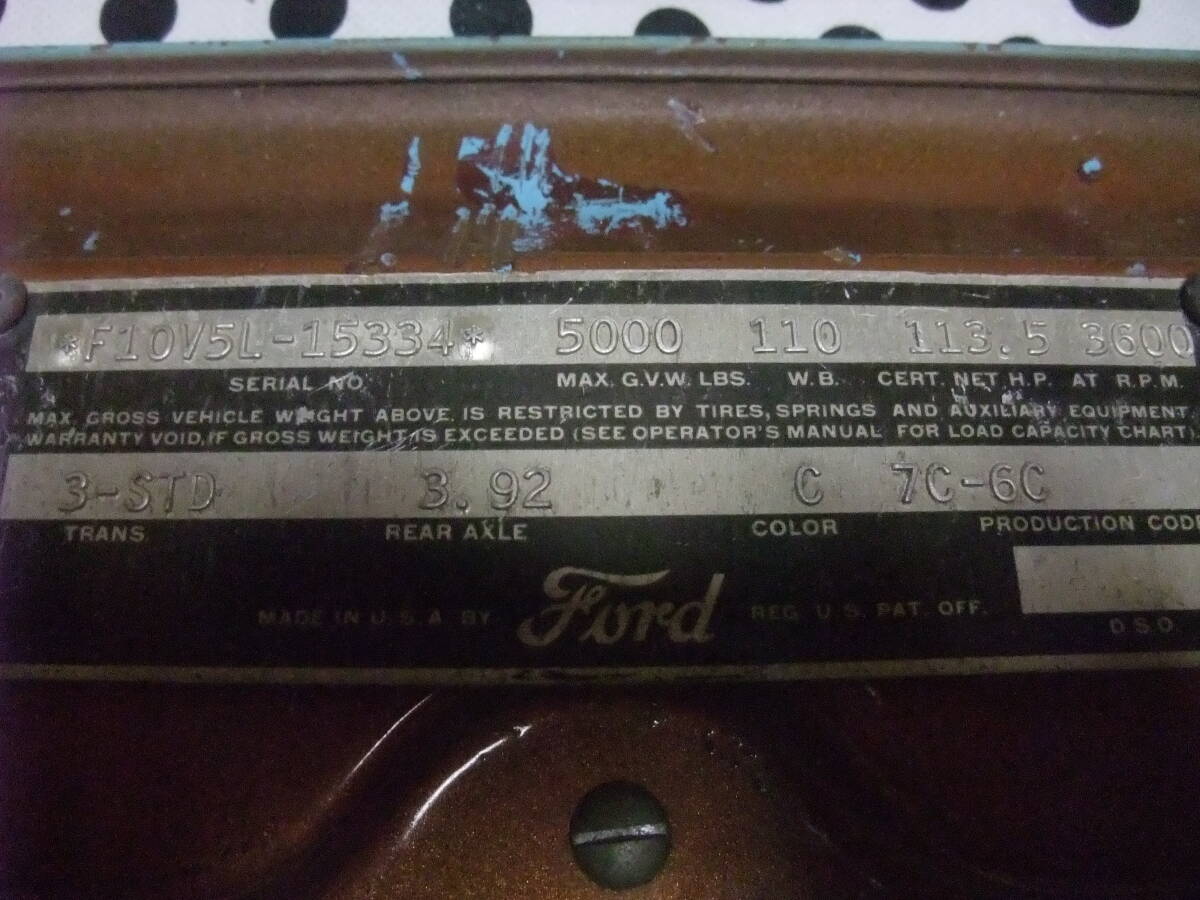 *F10V5L-15334* 5000 110 113.5 3600
SERIAL NO. MAX. G.V.W. LBS. W.B. CERT. NET H.P. AT R.P.M.
MAX. GROSS VEHICLE WEIGHT ABOVE, IS RESTRICTED BY TIRES, SPRINGS AND AUXILIARY EQUIPMENT,
WARRANTY VOID, IF GROSS WEIGHT IS EXCEEDED (SEE OPERATOR'S MANUAL FOR LOAD CAPACITY CHART).
3-STD 3.92 C 7C-6C
TRANS REAR AXLE COLOR PRODUCTION COD
MADE IN U.S.A. BY Ford REG. U.S. PAT. OFF.
D.S.O.